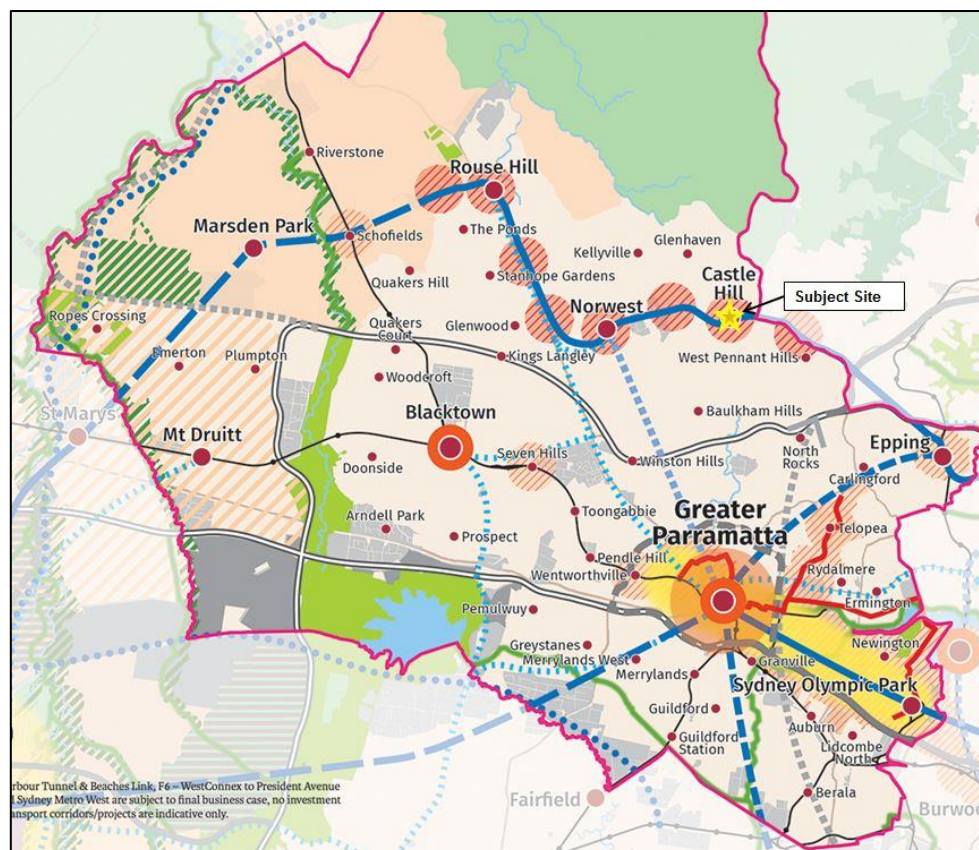 Riverstone
Rouse Hill
Marsden Park
Schofields
The Ponds
Kellyville
Glenhaven
Castle
Hill
Subject Site
Quakers Hill
Stanhope Gardens
Norwest
Ropes Crossing
Quakers
Court
Glenwood
Kings Langley
West Pennant Hills
Emerton
Plumpton
Woodcroft
St Marys
Blacktown
Baulkham Hills
Mt Druitt
Doonside
Seven Hills
Winston Hills
North
Rocks
Epping
Carlingford
Arndell Park
Toongabbie
Greater
Parramatta
Telopea
Prospect
Pendle Hill
Wentworthville
Rydalmere
Ermington
Pemulwuy
Newington
Greystanes
Merrylands West
Granville
Merrylands
Sydney Olympic Park
Guildford
Auburn
Guildford
Station
Lidcombe
North
Berala
Fairfield
Burwo
rbour Tunnel & Beaches Link, F6 – WestConnex to President Avenue
l Sydney Metro West are subject to final business case, no investment
ansport corridors/projects are indicative only.